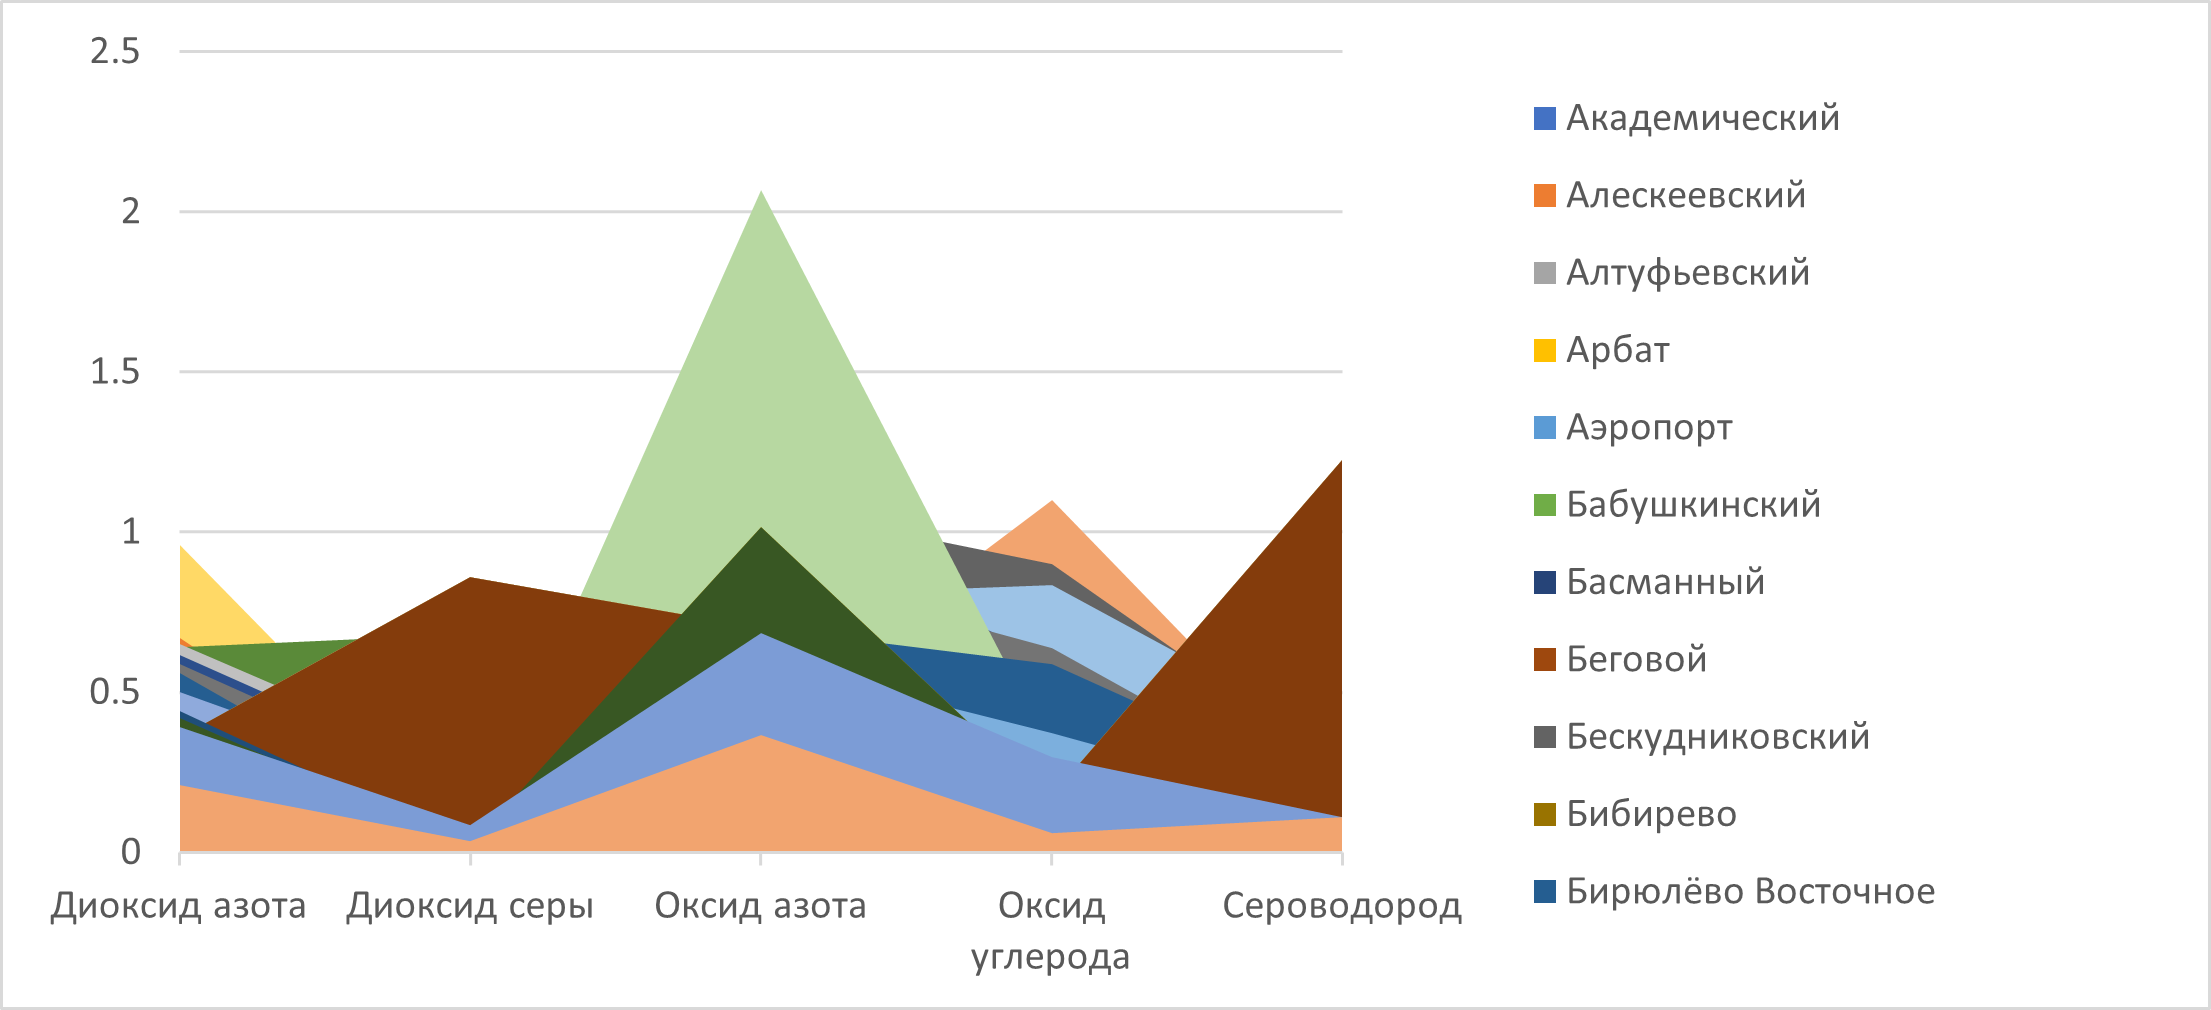 2.5
2
1.5
1
0.5
0
Диоксид азота
Диоксид серы
Оксид азота
Оксид
углерода
Сероводород
Академический
Алескеевский
Алтуфьевский
Арбат
Аэропорт
Бабушкинский
Басманный
Беговой
Бескудниковский
Бибирево
Бирюлёво Восточное